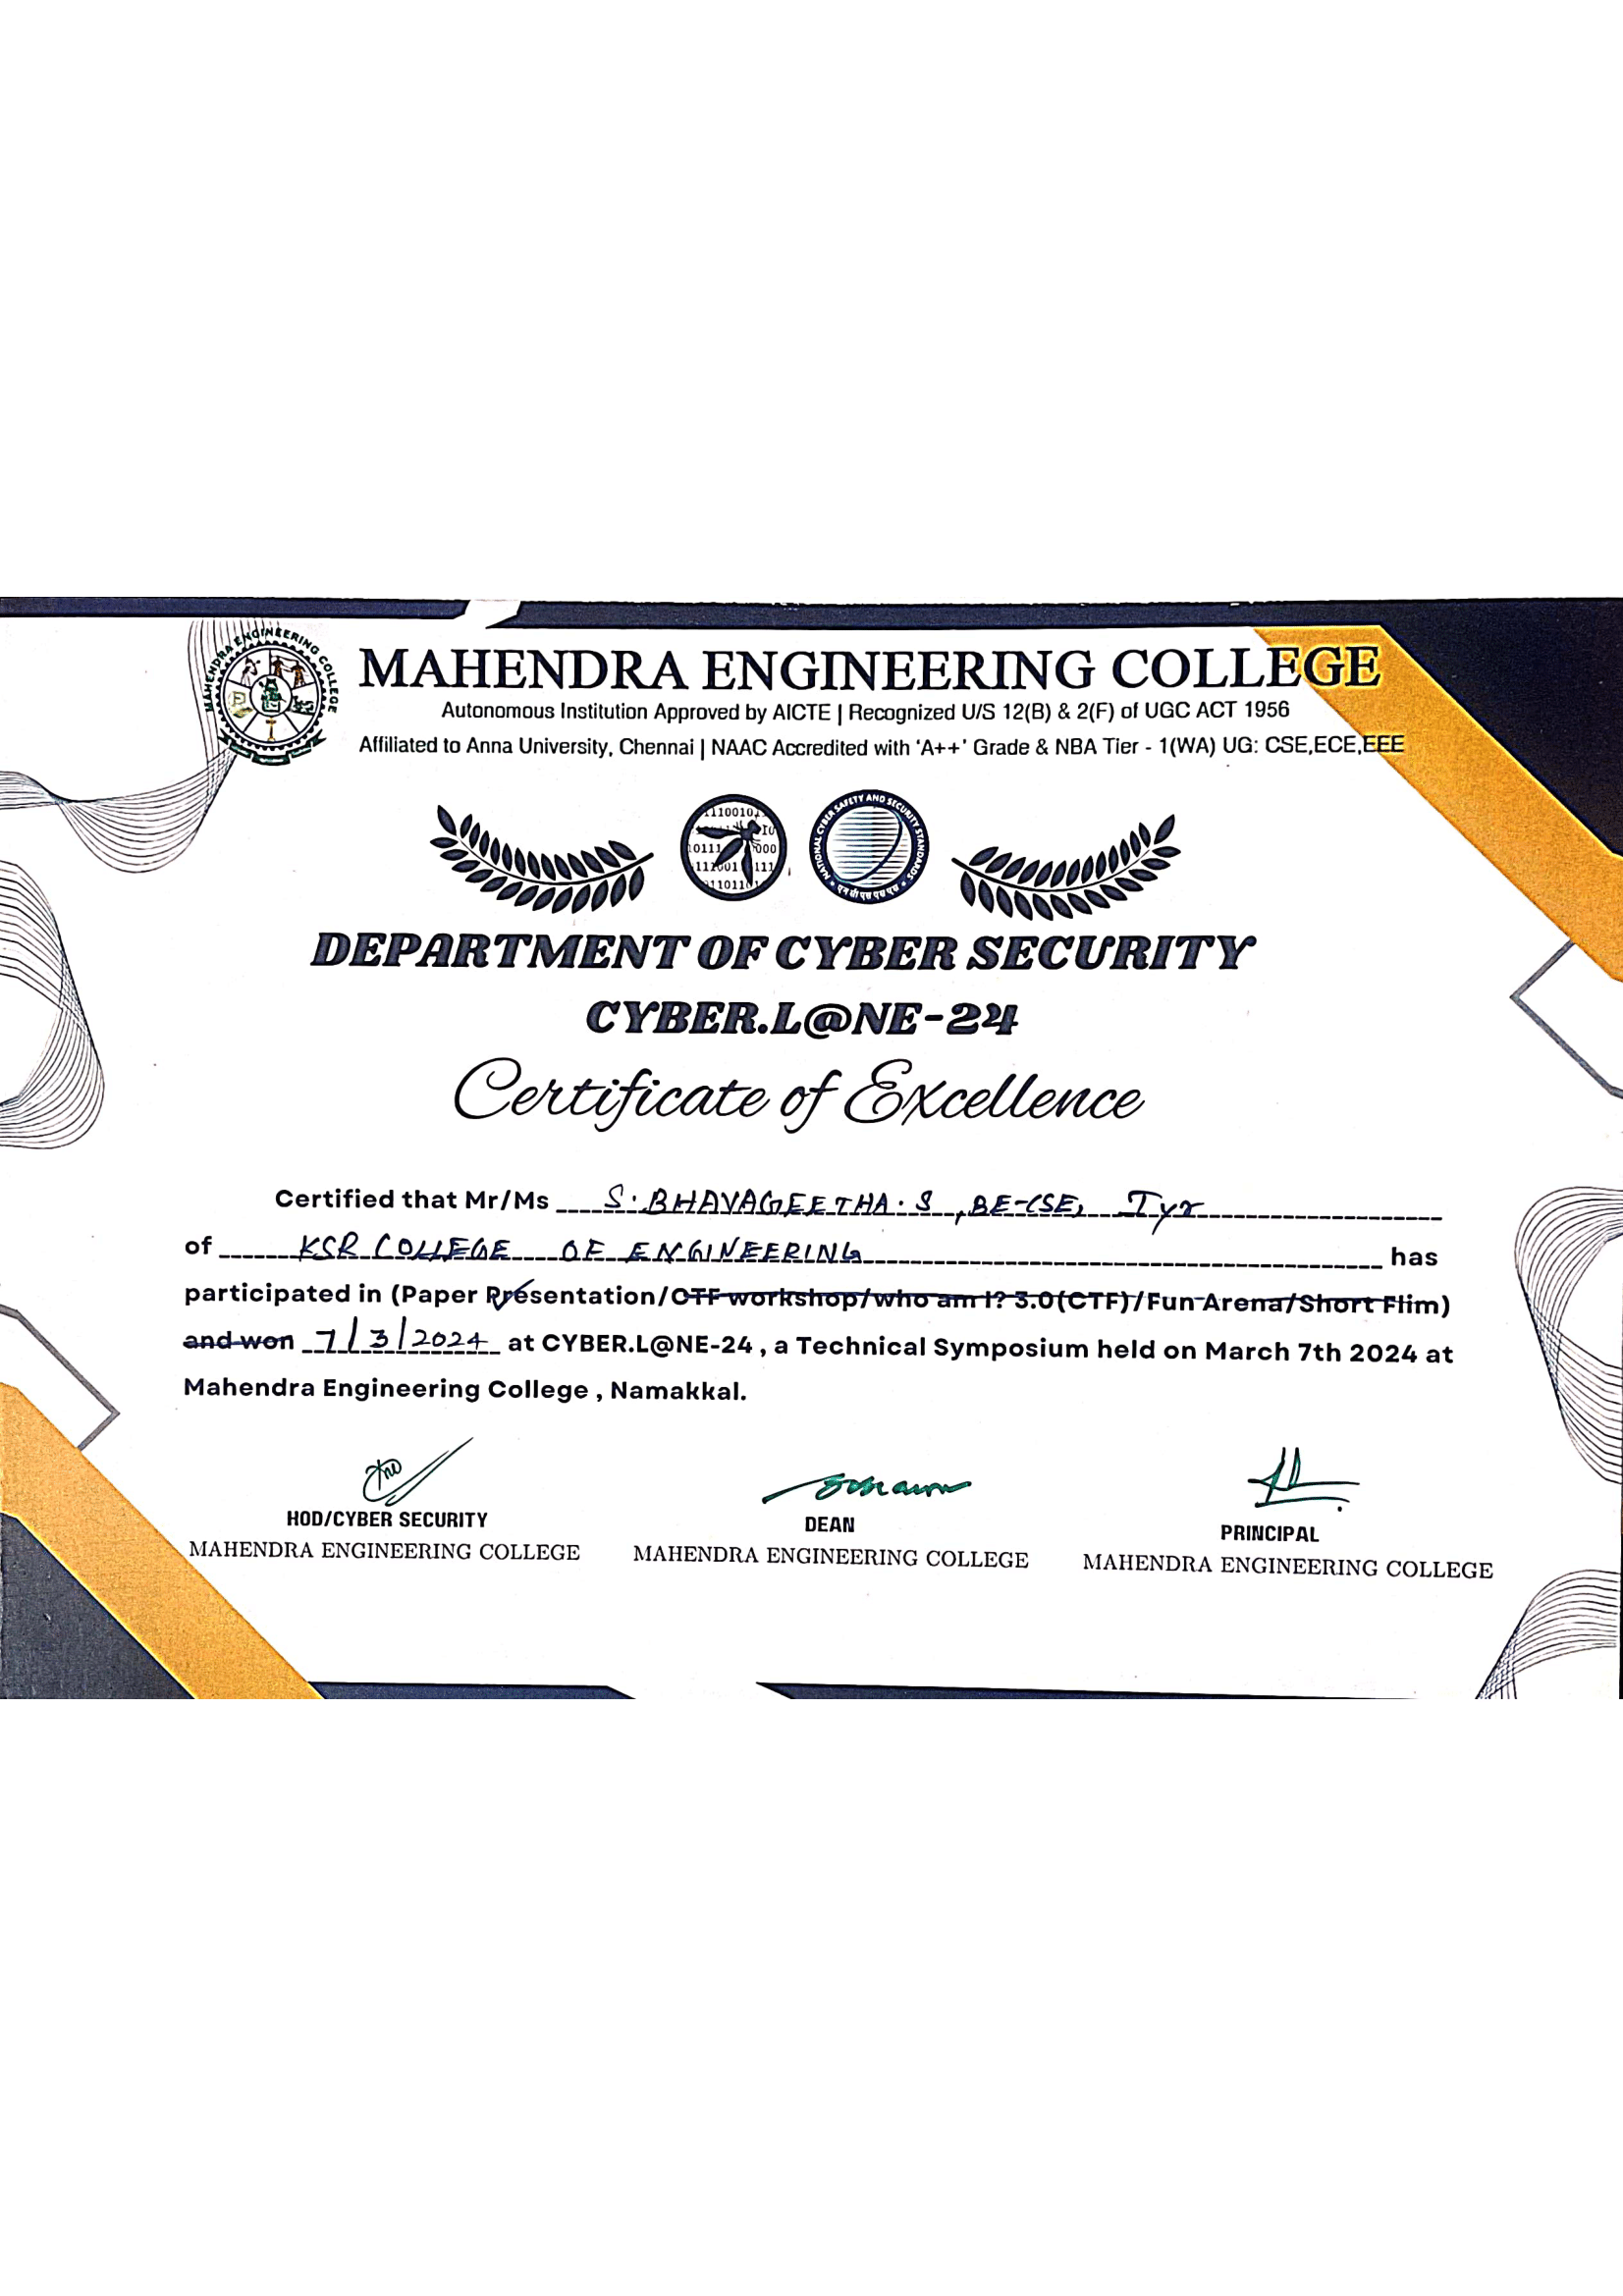 MAHENDRA ENGINEERING COLLEGE
MAHENDRA ENGINEERING COLLEGE
Autonomous Institution Approved by AICTE | Recognized U/S 12(B) & 2(F) of UGC ACT 1956
Affiliated to Anna University, Chennai | NAAC Accredited with 'A++' Grade & NBA Tier - 1(WA) UG: CSE,ECE,EEE
NATIONAL CYBER SAFETY AND SECURITY STANDARDS
DEPARTMENT OF CYBER SECURITY
CYBER.L@NE-24
Certificate of Excellence
Certified that Mr/Ms S. BHAVAGEETHA. S , BE-CSE, I yr
of KSR COLLEGE OF ENGINEERING has
participated in (Paper Presentation/CTF workshop/who am I? 3.0(CTF)/Fun Arena/Short Flim)
and won 7/3/2024 at CYBER.L@NE-24 , a Technical Symposium held on March 7th 2024 at
Mahendra Engineering College , Namakkal.
HOD/CYBER SECURITY DEAN PRINCIPAL
MAHENDRA ENGINEERING COLLEGE MAHENDRA ENGINEERING COLLEGE MAHENDRA ENGINEERING COLLEGE